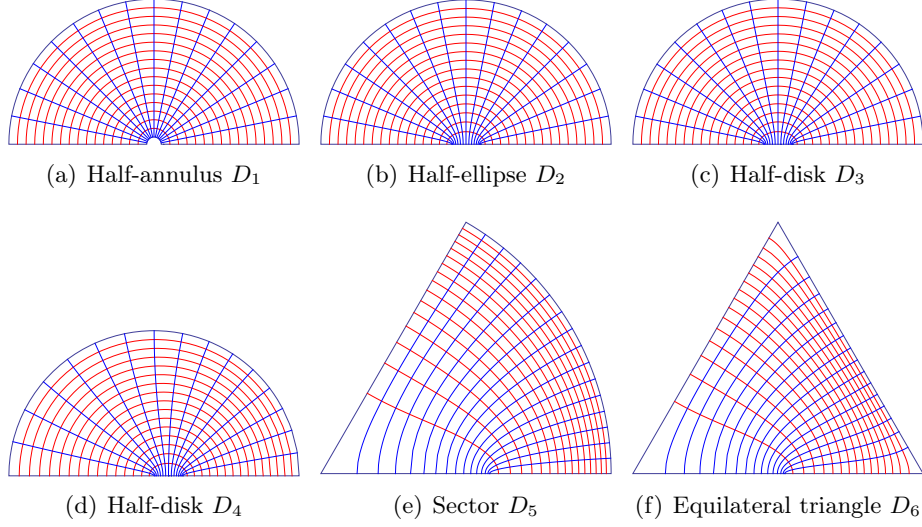 (a) Half-annulus D₁
(b) Half-ellipse D₂
(c) Half-disk D₃
(d) Half-disk D₄
(e) Sector D₅
(f) Equilateral triangle D₆